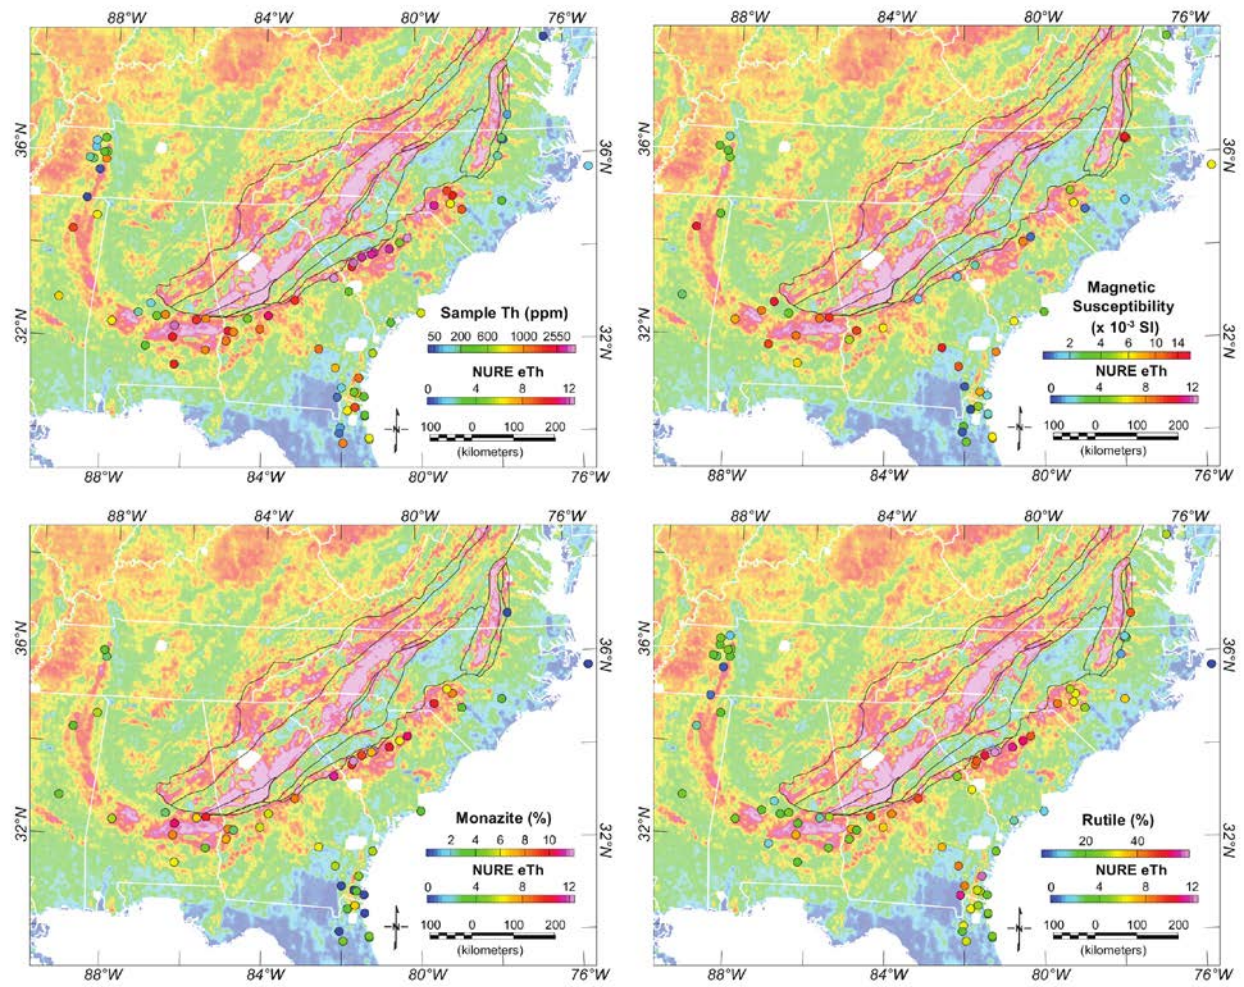 88°W 84°W 80°W 76°W
36°N 36°N
32°N 32°N
Sample Th (ppm)
50 200 600 1000 2550
NURE eTh
0 4 8 12
-N-
100 0 100 200
(kilometers)
88°W 84°W 80°W 76°W
88°W 84°W 80°W 76°W
36°N 36°N
32°N 32°N
Magnetic
Susceptibility
(x 10⁻³ SI)
2 4 6 10 14
NURE eTh
0 4 8 12
-N-
100 0 100 200
(kilometers)
88°W 84°W 80°W 76°W
88°W 84°W 80°W 76°W
36°N 36°N
32°N 32°N
Monazite (%)
2 4 6 8 10
NURE eTh
0 4 8 12
-N-
100 0 100 200
(kilometers)
88°W 84°W 80°W 76°W
88°W 84°W 80°W 76°W
36°N 36°N
32°N 32°N
Rutile (%)
20 40
NURE eTh
0 4 8 12
-N-
100 0 100 200
(kilometers)
88°W 84°W 80°W 76°W